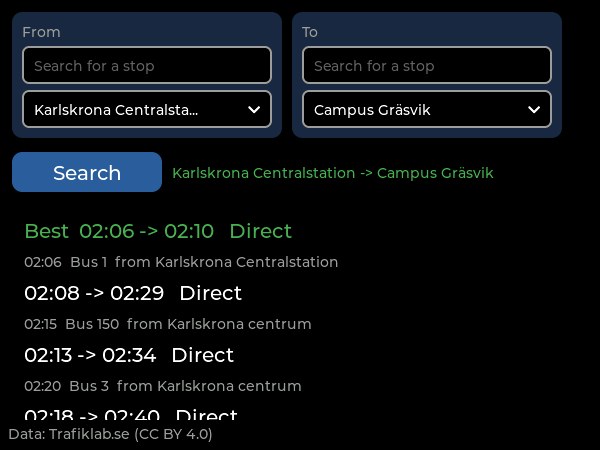 From
To
Search for a stop
Search for a stop
Karlskrona Centralsta...
Campus Gräsvik
Search
Karlskrona Centralstation -> Campus Gräsvik
Best 02:06 -> 02:10 Direct
02:06 Bus 1 from Karlskrona Centralstation
02:08 -> 02:29 Direct
02:15 Bus 150 from Karlskrona centrum
02:13 -> 02:34 Direct
02:20 Bus 3 from Karlskrona centrum
02:18 -> 02:40 Direct
Data: Trafiklab.se (CC BY 4.0)